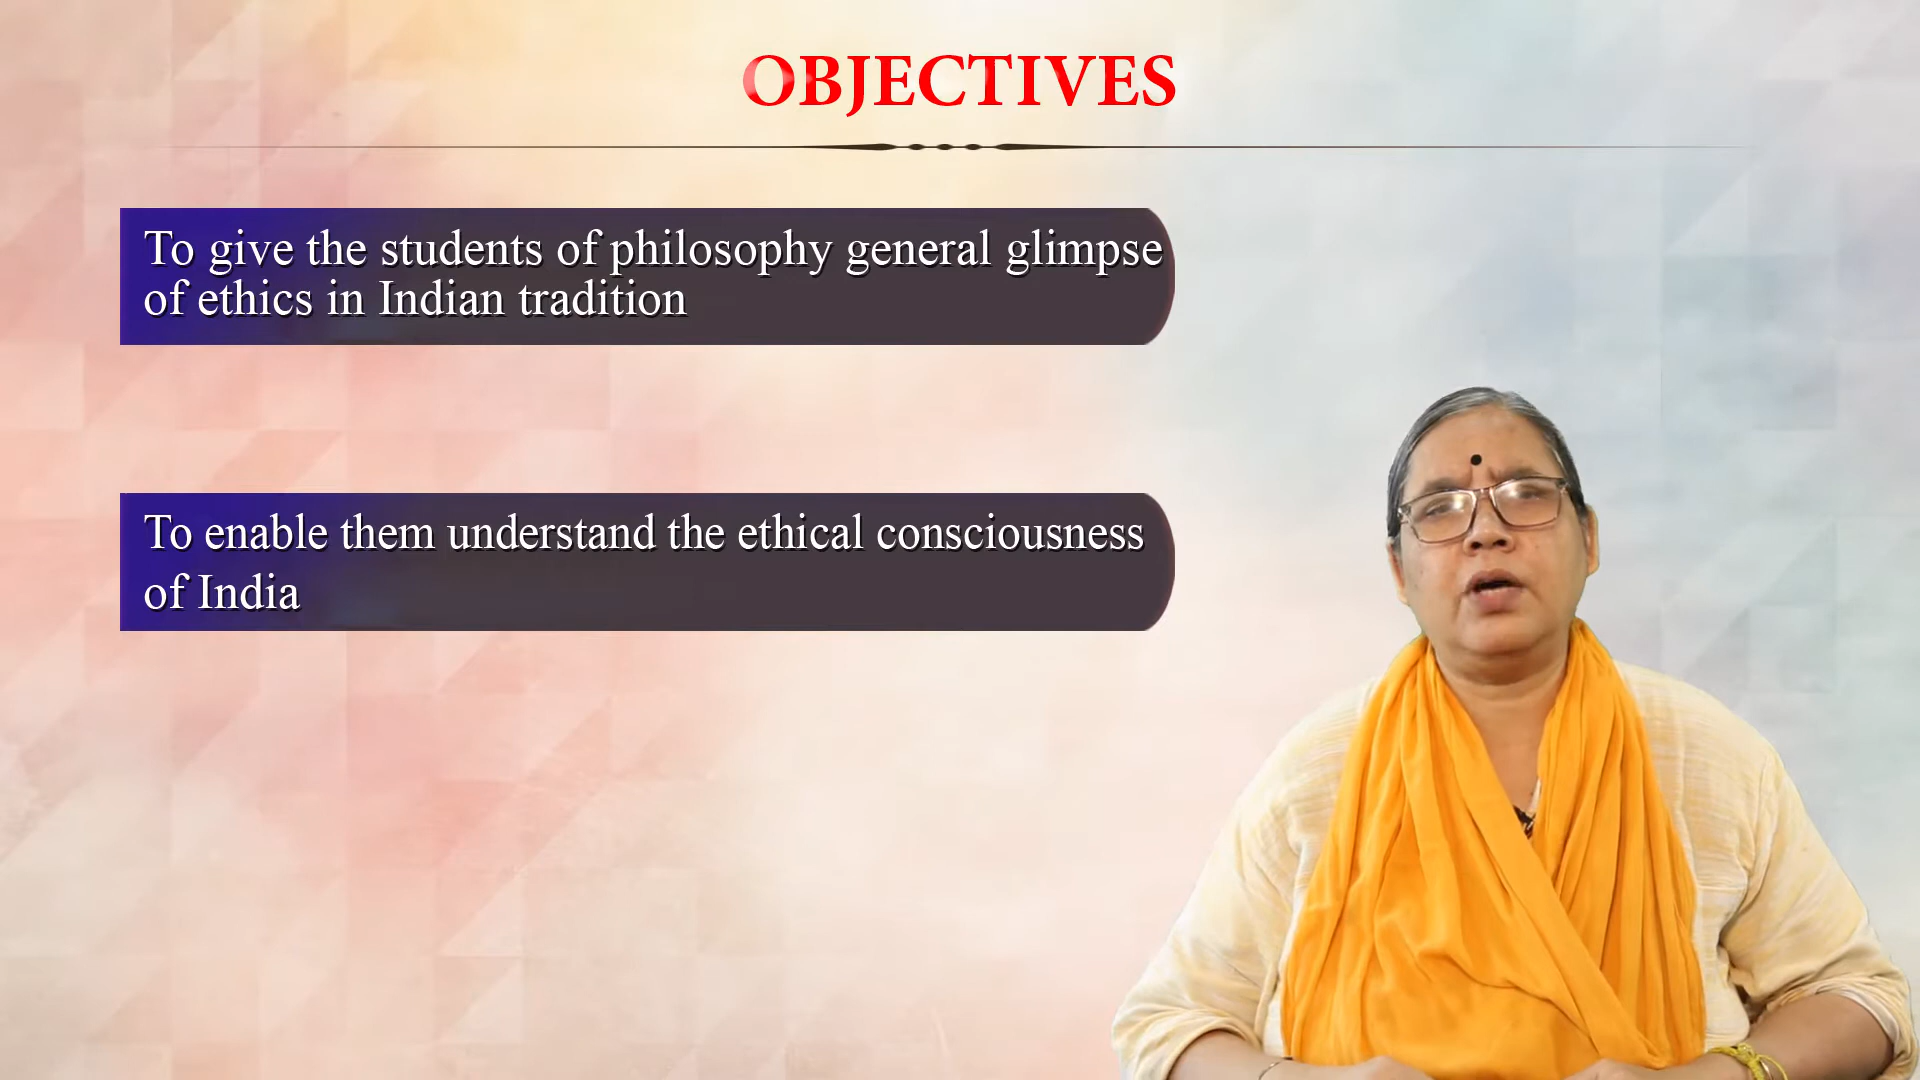 OBJECTIVES
To give the students of philosophy general glimpse
of ethics in Indian tradition
To enable them understand the ethical consciousness
of India